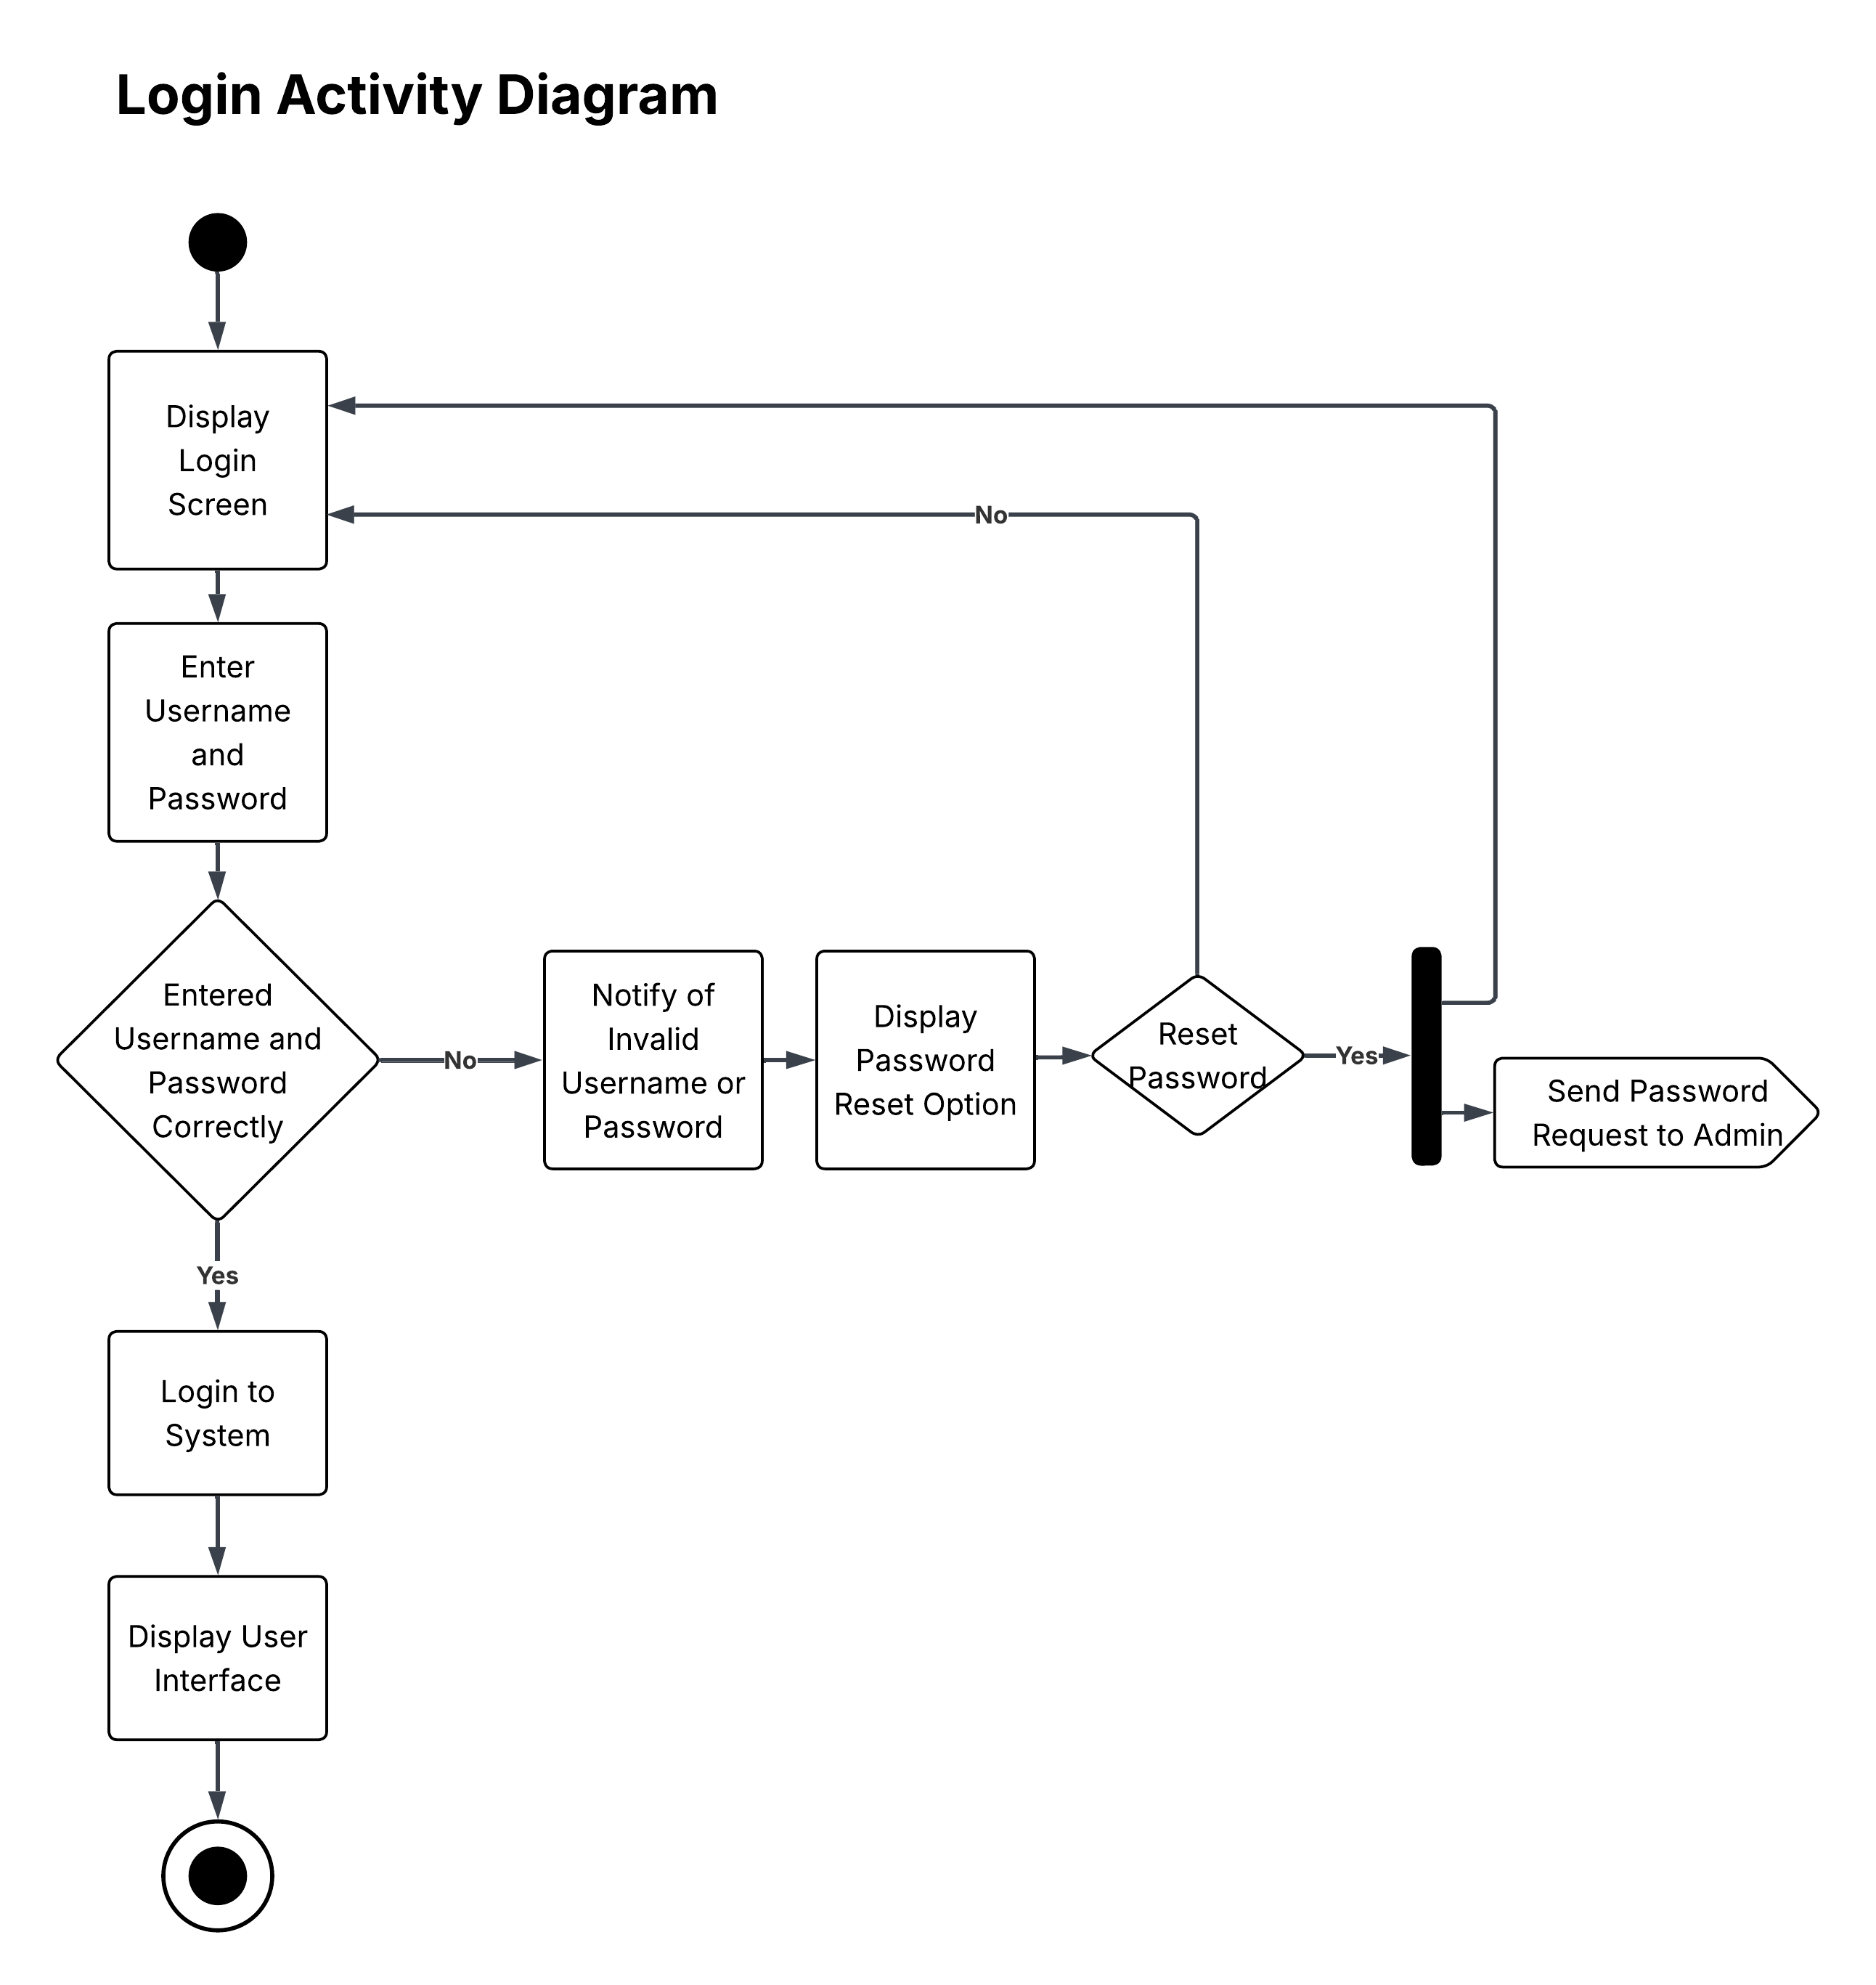 Login Activity Diagram
Display
Login
Screen
No
Enter
Username
and
Password
Entered
Username and
Password
Correctly
No
Notify of
Invalid
Username or
Password
Display
Password
Reset Option
Reset
Password
Yes
Send Password
Request to Admin
Yes
Login to
System
Display User
Interface